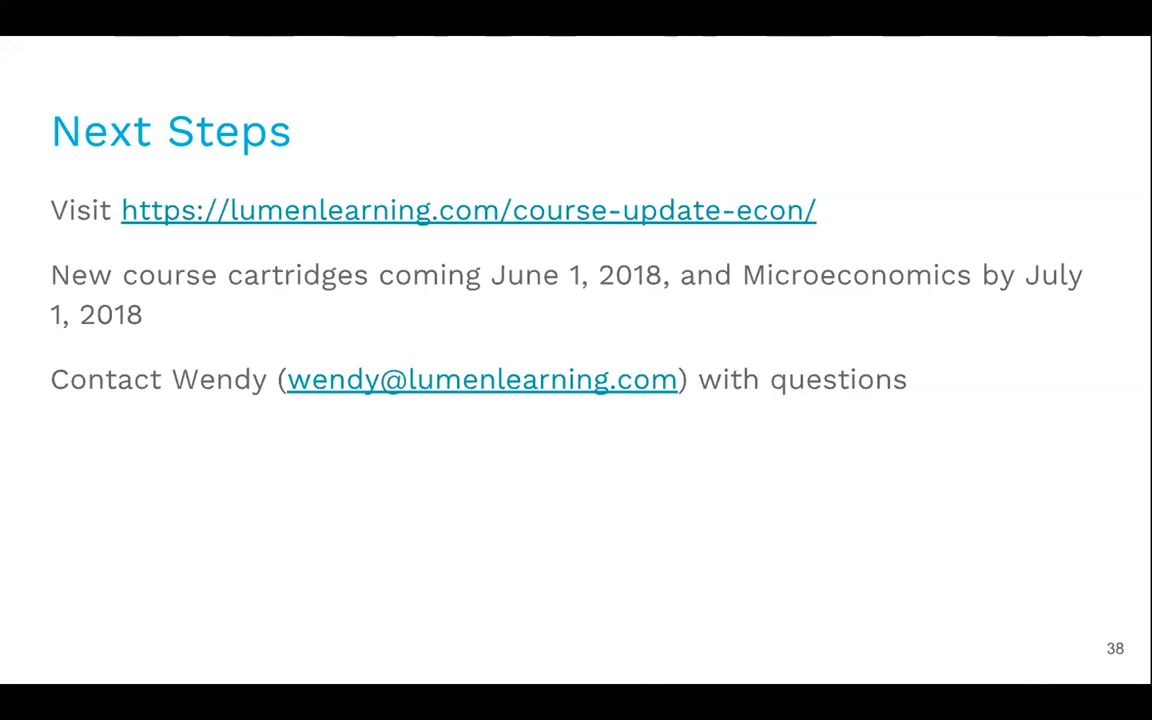 Next Steps
Visit https://lumenlearning.com/course-update-econ/
New course cartridges coming June 1, 2018, and Microeconomics by July
1, 2018
Contact Wendy (wendy@lumenlearning.com) with questions
38